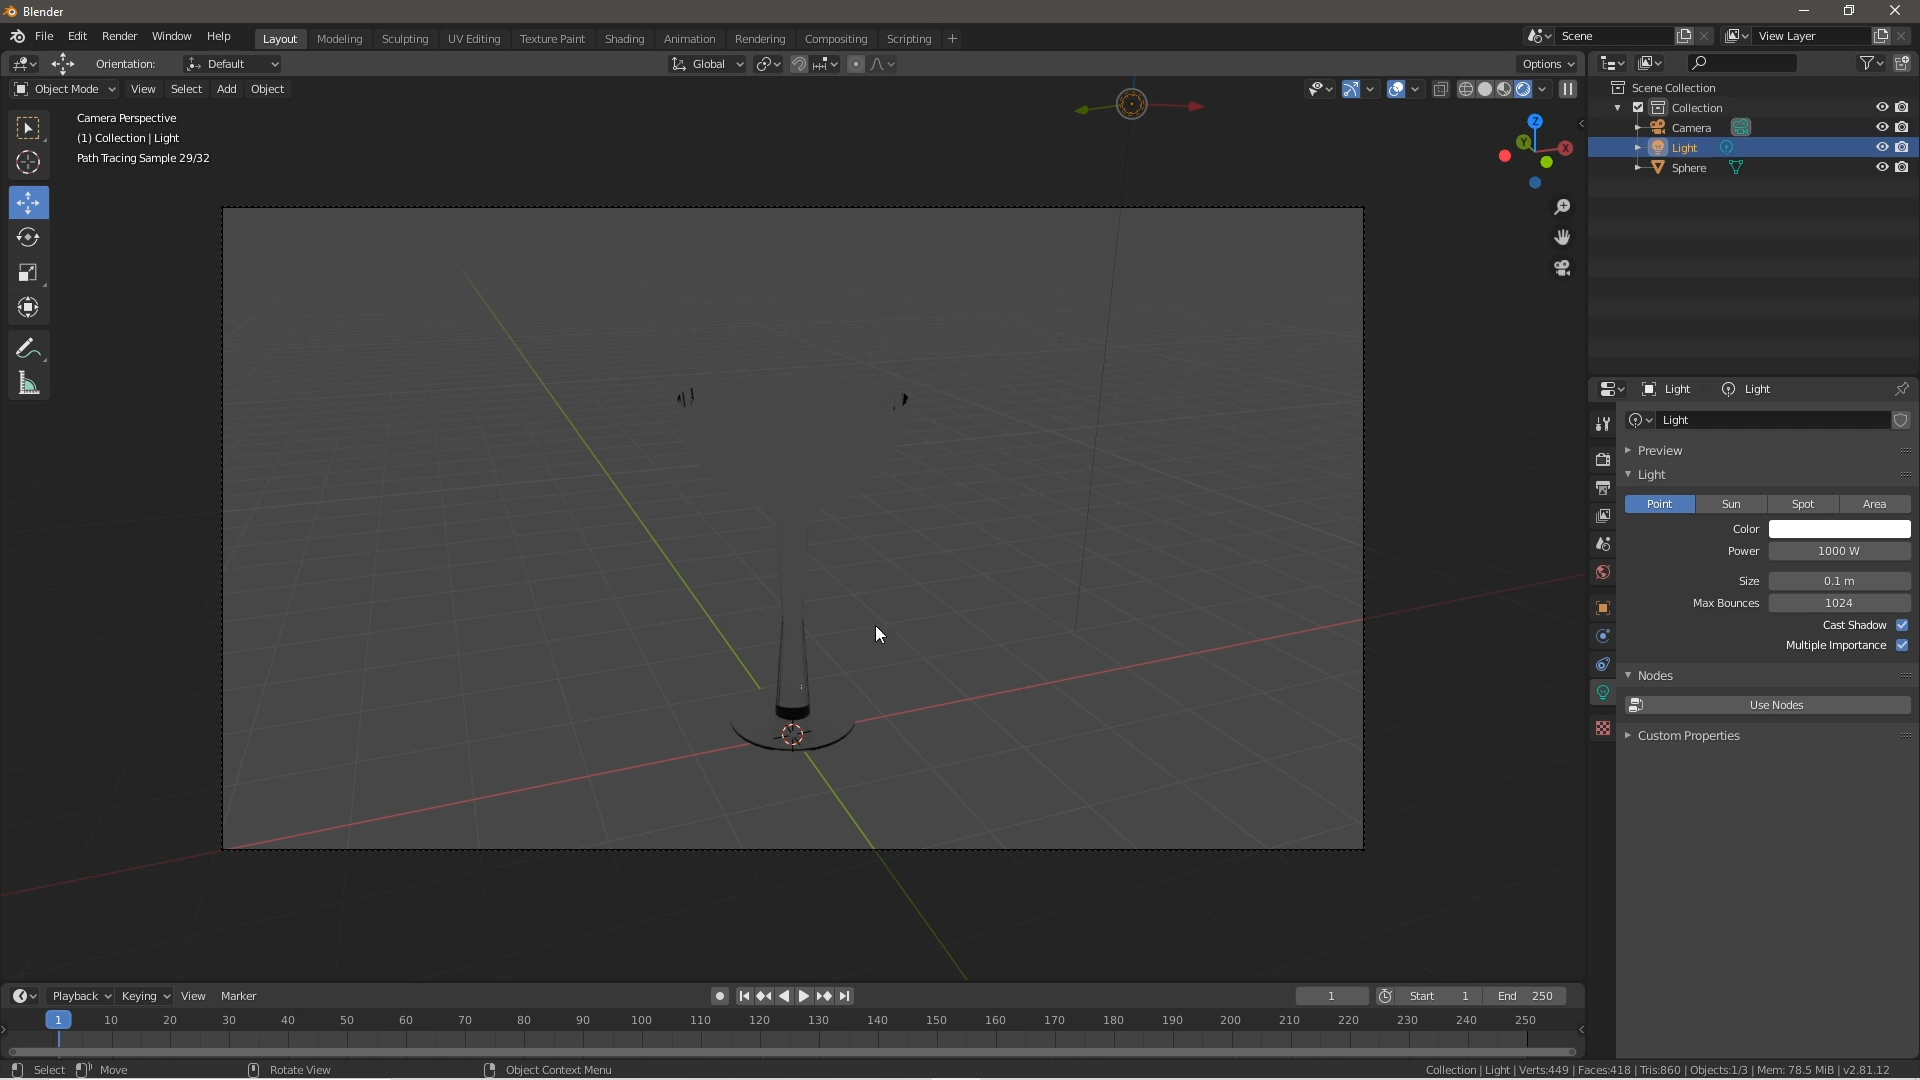 Blender
File Edit Render Window Help Layout Modeling Sculpting UV Editing Texture Paint Shading Animation Rendering Compositing Scripting + Scene View Layer
Orientation: Default Global Options
Object Mode View Select Add Object
Camera Perspective
(1) Collection | Light
Path Tracing Sample 29/32
Z
Y
X
Scene Collection
Collection
Camera
Light
Sphere
Light Light
Light
Preview
Light
Point Sun Spot Area
Color
Power 1000 W
Size 0.1 m
Max Bounces 1024
Cast Shadow
Multiple Importance
Nodes
Use Nodes
Custom Properties
Playback Keying View Marker 1 Start 1 End 250
1 10 20 30 40 50 60 70 80 90 100 110 120 130 140 150 160 170 180 190 200 210 220 230 240 250
Select Move Rotate View Object Context Menu Collection | Light | Verts:449 | Faces:418 | Tris:860 | Objects:1/3 | Mem: 78.5 MiB | v2.81.12